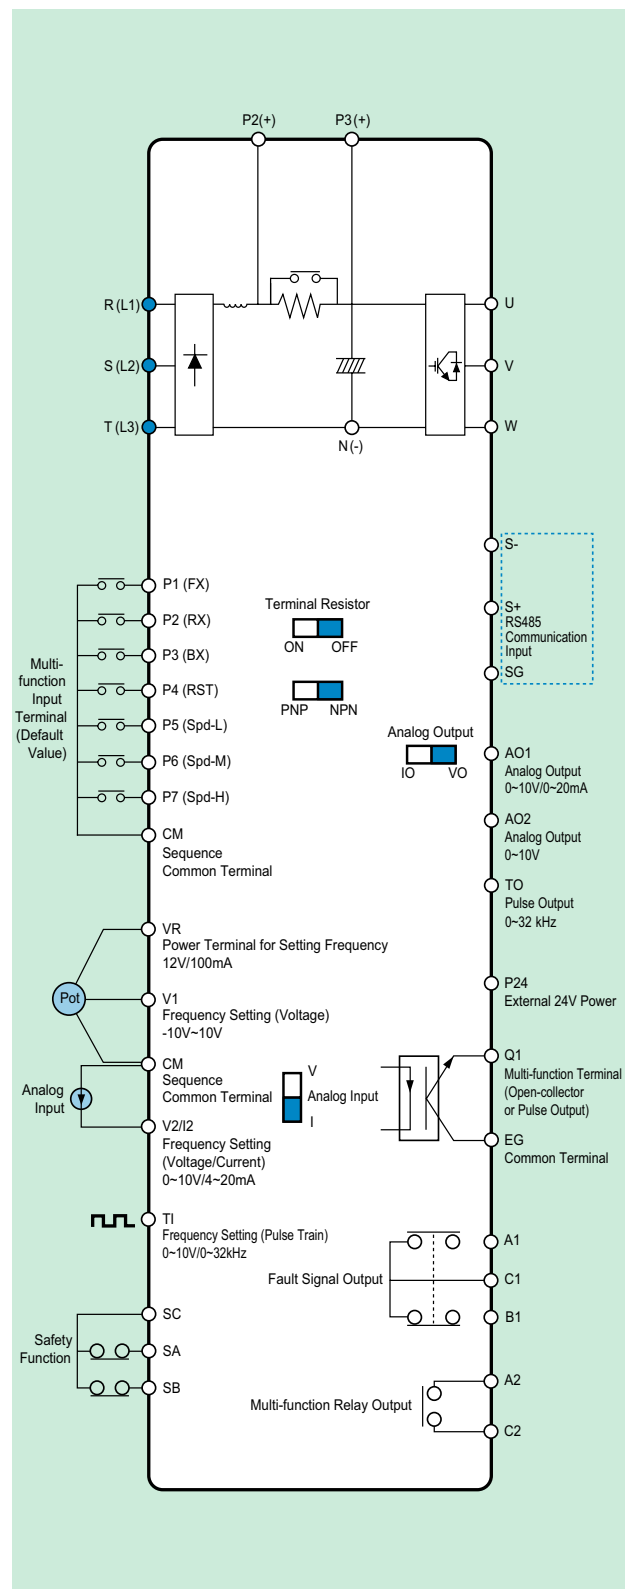 P2(+)
P3(+)
R (L1)
S (L2)
T (L3)
U
V
W
N (-)
S-
S+
RS485
Communication
Input
SG
Multi-
function
Input
Terminal
(Default
Value)
P1 (FX)
P2 (RX)
P3 (BX)
P4 (RST)
P5 (Spd-L)
P6 (Spd-M)
P7 (Spd-H)
CM
Sequence
Common Terminal
Terminal Resistor
ON OFF
PNP NPN
Analog Output
IO VO
AO1
Analog Output
0~10V/0~20mA
AO2
Analog Output
0~10V
TO
Pulse Output
0~32 kHz
P24
External 24V Power
Pot
VR
Power Terminal for Setting Frequency
12V/100mA
V1
Frequency Setting (Voltage)
-10V~10V
CM
Sequence
Common Terminal
Analog
Input
V2/I2
Frequency Setting
(Voltage/Current)
0~10V/4~20mA
V
Analog Input
I
Q1
Multi-function Terminal
(Open-collector
or Pulse Output)
EG
Common Terminal
TI
Frequency Setting (Pulse Train)
0~10V/0~32kHz
Fault Signal Output
A1
C1
B1
Safety
Function
SC
SA
SB
Multi-function Relay Output
A2
C2